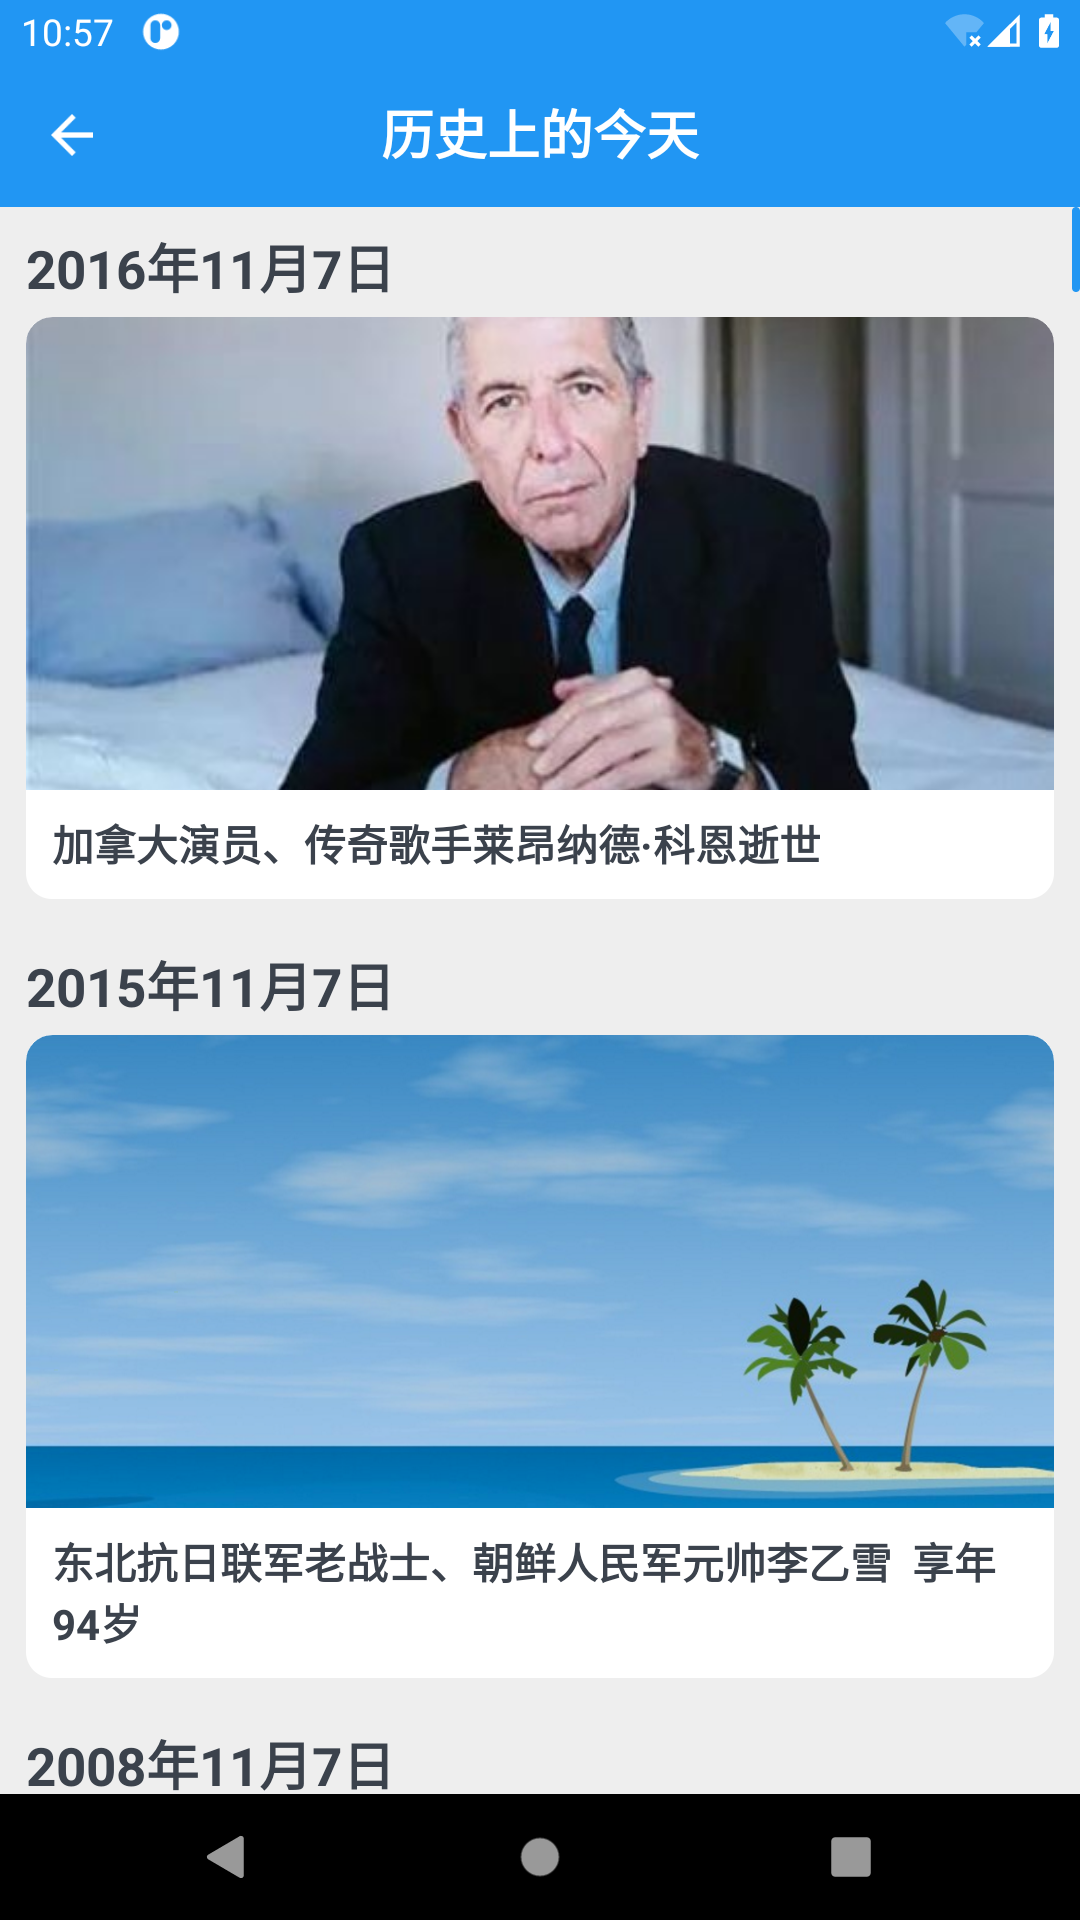 10:57
历史上的今天
2016年11月7日
加拿大演员、传奇歌手莱昂纳德·科恩逝世
2015年11月7日
东北抗日联军老战士、朝鲜人民军元帅李乙雪 享年
94岁
2008年11月7日